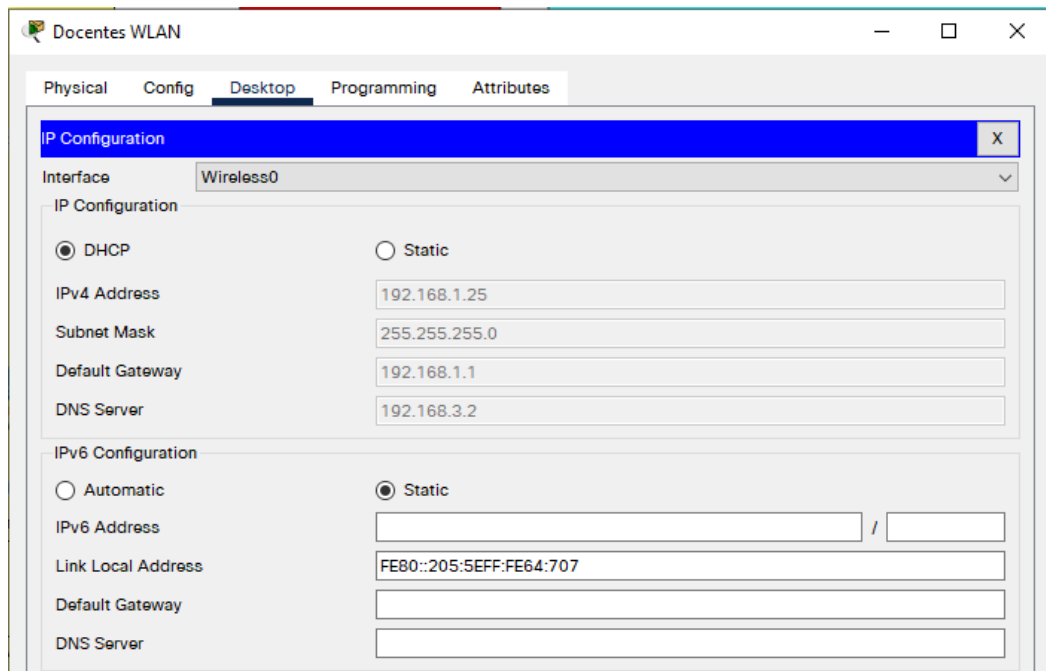 Docentes WLAN
Physical Config Desktop Programming Attributes
IP Configuration X
Interface Wireless0
IP Configuration
DHCP Static
IPv4 Address 192.168.1.25
Subnet Mask 255.255.255.0
Default Gateway 192.168.1.1
DNS Server 192.168.3.2
IPv6 Configuration
Automatic Static
IPv6 Address /
Link Local Address FE80::205:5EFF:FE64:707
Default Gateway
DNS Server